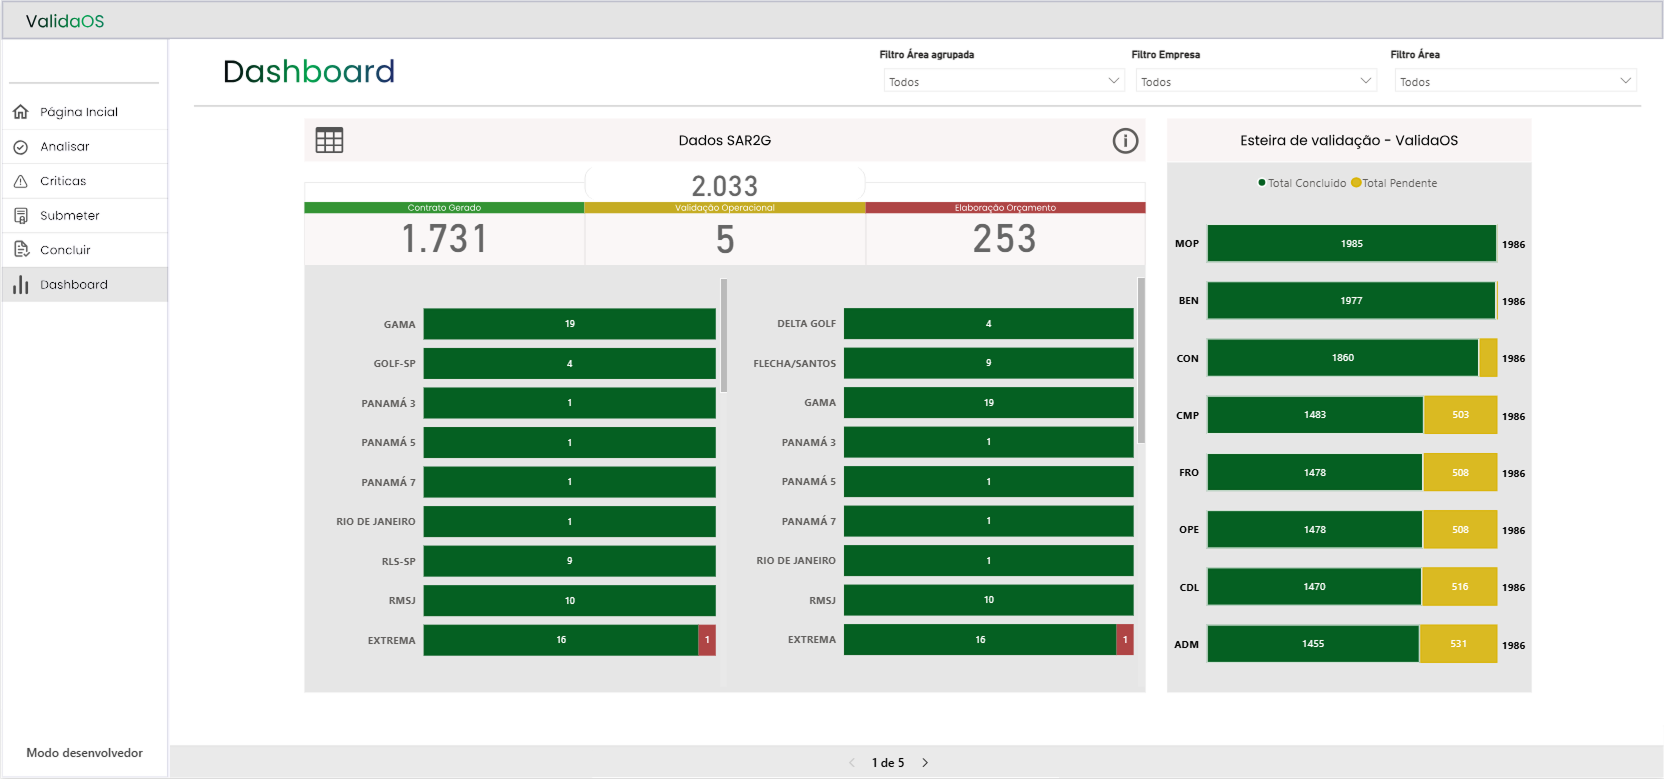 ValidaOS
Página Incial
Analisar
Criticas
Submeter
Concluir
Dashboard
Modo desenvolvedor
Dashboard
Filtro Área agrupada
Todos
Filtro Empresa
Todos
Filtro Área
Todos
Dados SAR2G
2.033
Contrato Gerado
1.731
Validação Operacional
5
Elaboração Orçamento
253
GAMA 19
GOLF-SP 4
PANAMÁ 3 1
PANAMÁ 5 1
PANAMÁ 7 1
RIO DE JANEIRO 1
RLS-SP 9
RMSJ 10
EXTREMA 16 1
DELTA GOLF 4
FLECHA/SANTOS 9
GAMA 19
PANAMÁ 3 1
PANAMÁ 5 1
PANAMÁ 7 1
RIO DE JANEIRO 1
RMSJ 10
EXTREMA 16 1
Esteira de validação - ValidaOS
Total Concluido Total Pendente
MOP 1985 1986
BEN 1977 1986
CON 1860 1986
CMP 1483 503 1986
FRO 1478 508 1986
OPE 1478 508 1986
CDL 1470 516 1986
ADM 1455 531 1986
1 de 5